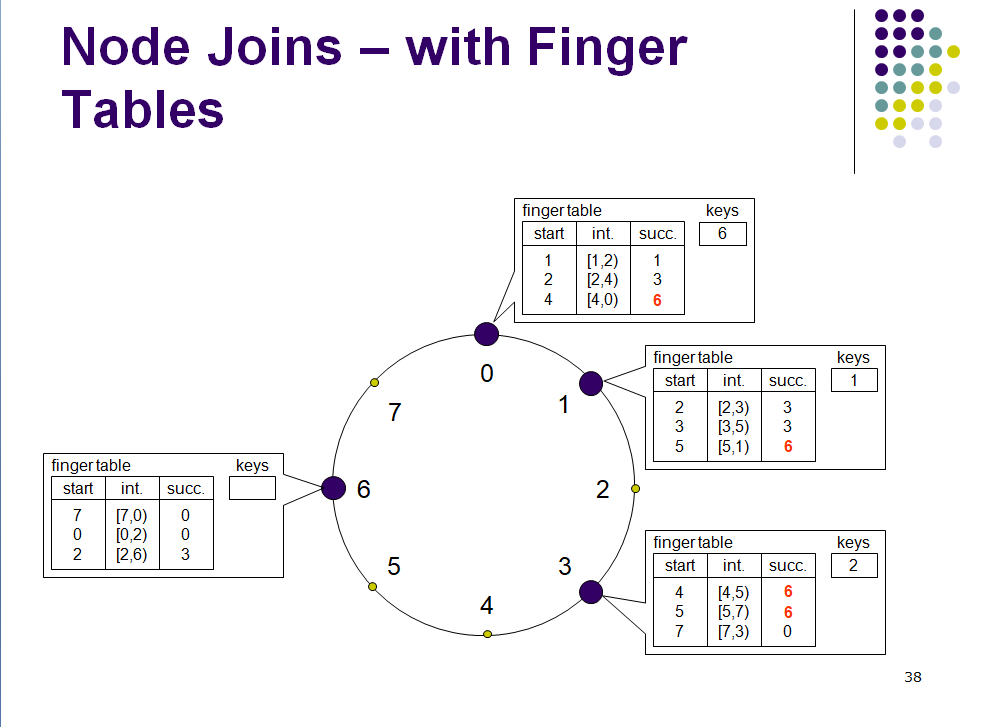 Node Joins – with Finger
Tables
finger table keys
start int. succ. 6
1 [1,2) 1
2 [2,4) 3
4 [4,0) 6
finger table keys
start int. succ. 1
2 [2,3) 3
3 [3,5) 3
5 [5,1) 6
finger table keys
start int. succ.
7 [7,0) 0
0 [0,2) 0
2 [2,6) 3
finger table keys
start int. succ. 2
4 [4,5) 6
5 [5,7) 6
7 [7,3) 0
0
1
2
3
4
5
6
7
38